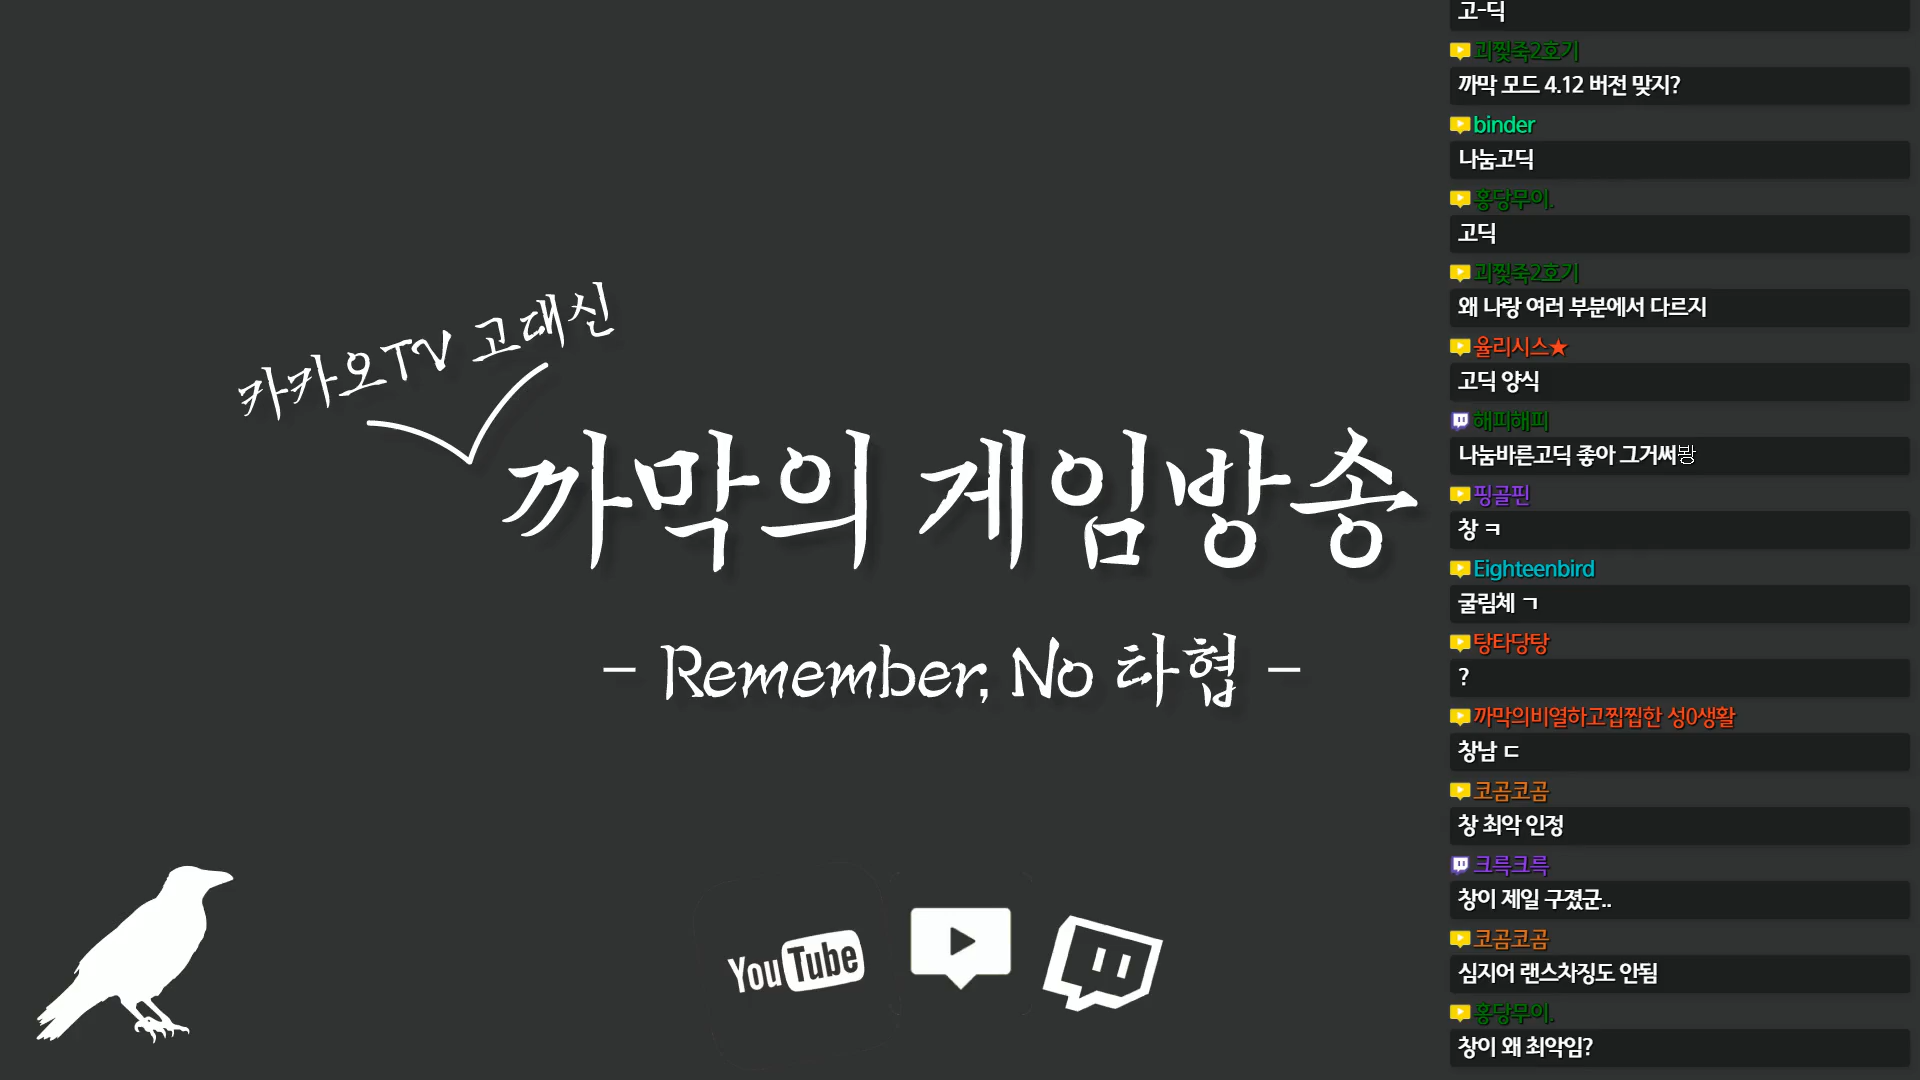 카카오TV 고대신
까막의 게임방송
- Remember, No 타협 -
YouTube
고-딕
괴찢죽2호기
까막 모드 4.12 버전 맞지?
binder
나눔고딕
홍당무이.
고딕
괴찢죽2호기
왜 나랑 여러 부분에서 다르지
율리시스★
고딕 양식
해피해피
나눔바른고딕 좋아 그거써
핑골핀
창 ㅋ
Eighteenbird
굴림체 ㄱ
탕타당탕
?
까막의비열하고찝찝한 성0생활
창남 ㄷ
코곰코곰
창 최악 인정
크륵크륵
창이 제일 구졌군..
코곰코곰
심지어 랜스차징도 안됨
홍당무이.
창이 왜 최악임?